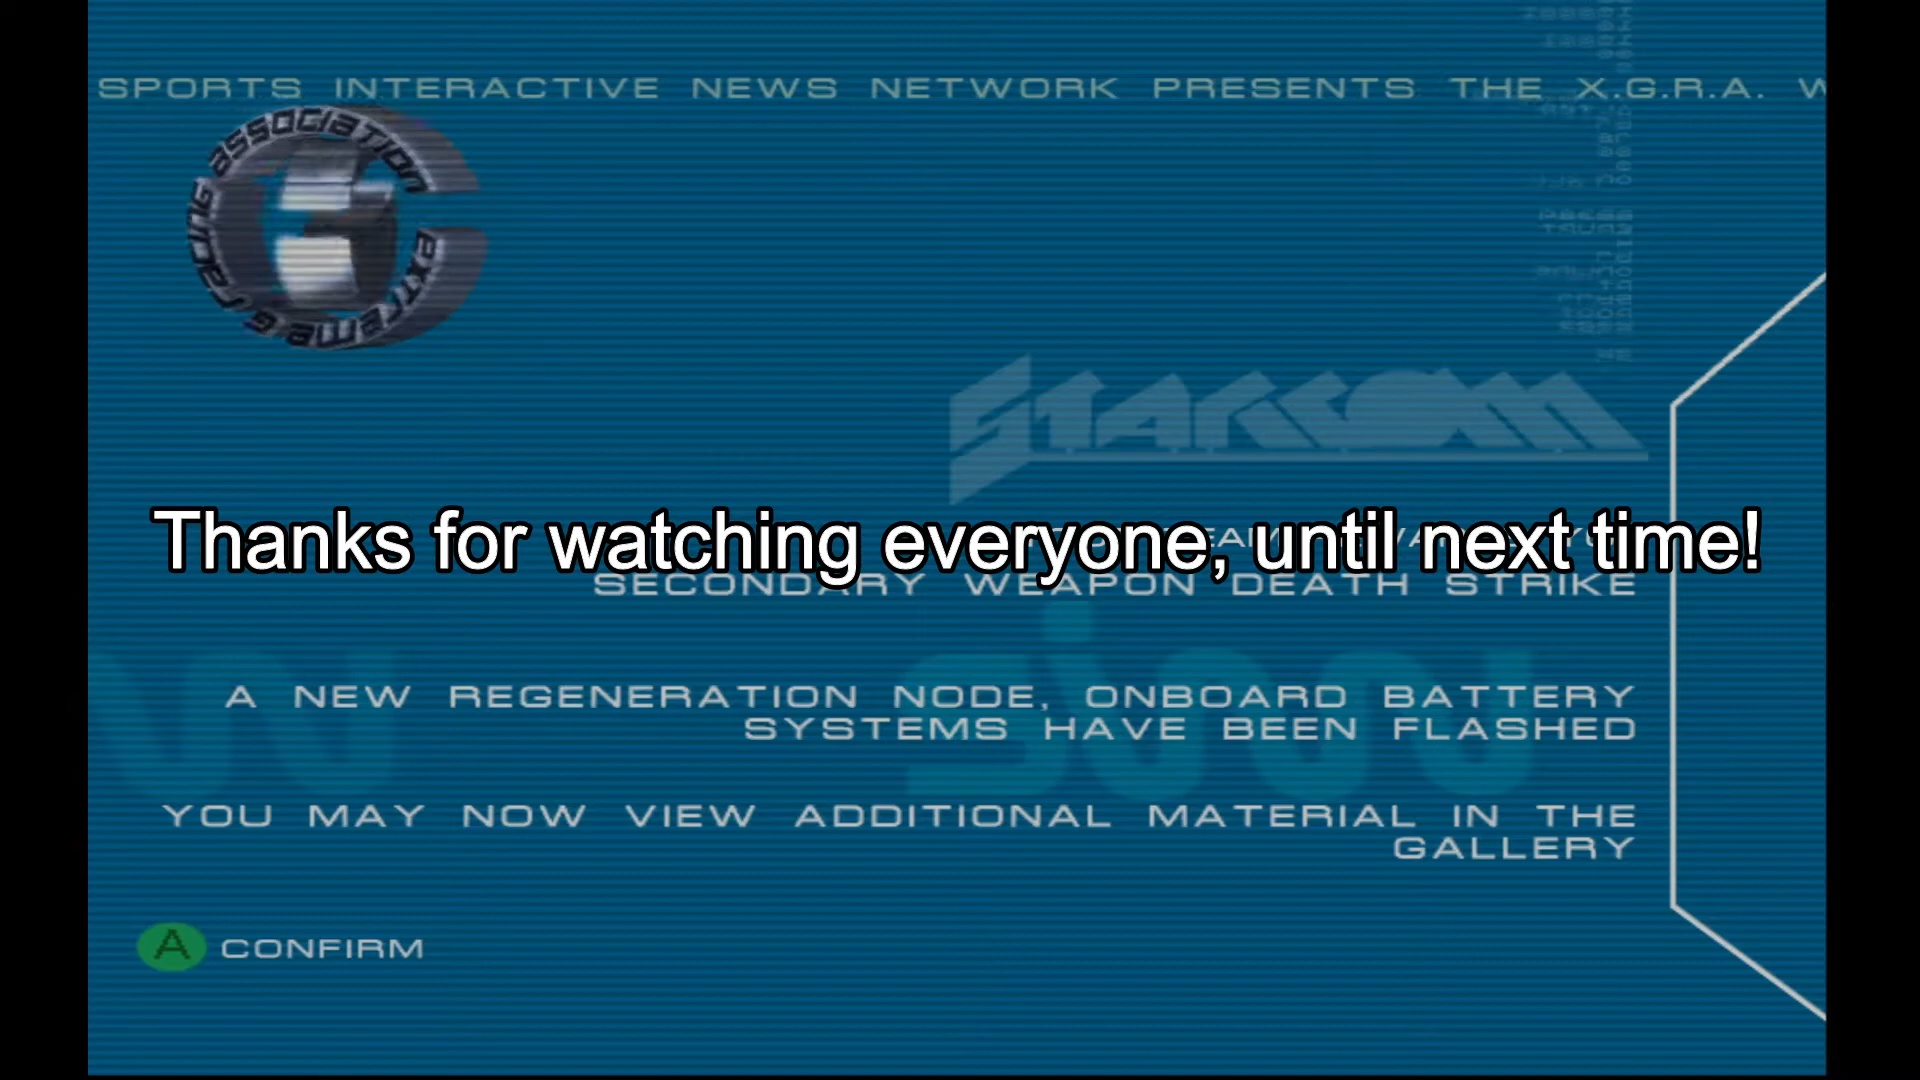 SPORTS INTERACTIVE NEWS NETWORK PRESENTS THE X.G.R.A. W
extreme G racing association
STARCOM
Thanks for watching everyone, until next time!
SECONDARY WEAPON DEATH STRIKE
sinn
A NEW REGENERATION NODE, ONBOARD BATTERY
SYSTEMS HAVE BEEN FLASHED
YOU MAY NOW VIEW ADDITIONAL MATERIAL IN THE
GALLERY
A CONFIRM